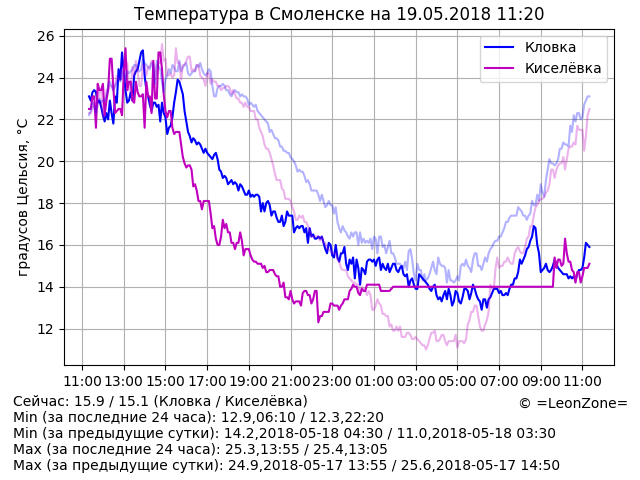 Температура в Смоленске на 19.05.2018 11:20
градусов Цельсия, °C
26
24
22
20
18
16
14
12
Кловка
Киселёвка
11:00 13:00 15:00 17:00 19:00 21:00 23:00 01:00 03:00 05:00 07:00 09:00 11:00
Сейчас: 15.9 / 15.1 (Кловка / Киселёвка)
© =LeonZone=
Min (за последние 24 часа): 12.9,06:10 / 12.3,22:20
Min (за предыдущие сутки): 14.2,2018-05-18 04:30 / 11.0,2018-05-18 03:30
Max (за последние 24 часа): 25.3,13:55 / 25.4,13:05
Max (за предыдущие сутки): 24.9,2018-05-17 13:55 / 25.6,2018-05-17 14:50